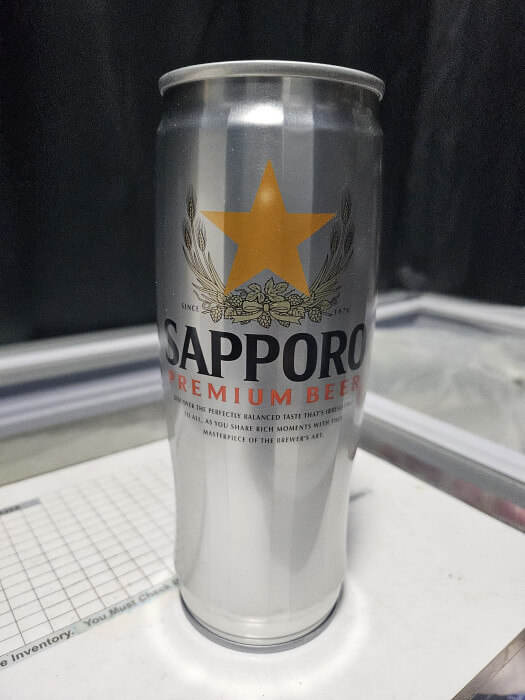 SINCE 1876
SAPPORO
PREMIUM BEER
DISCOVER THE PERFECTLY BALANCED TASTE THAT'S
TO ALL, AS YOU SHARE RICH MOMENTS WITH THIS
MASTERPIECE OF THE BREWER'S ART.
e Inventory. You Must Check